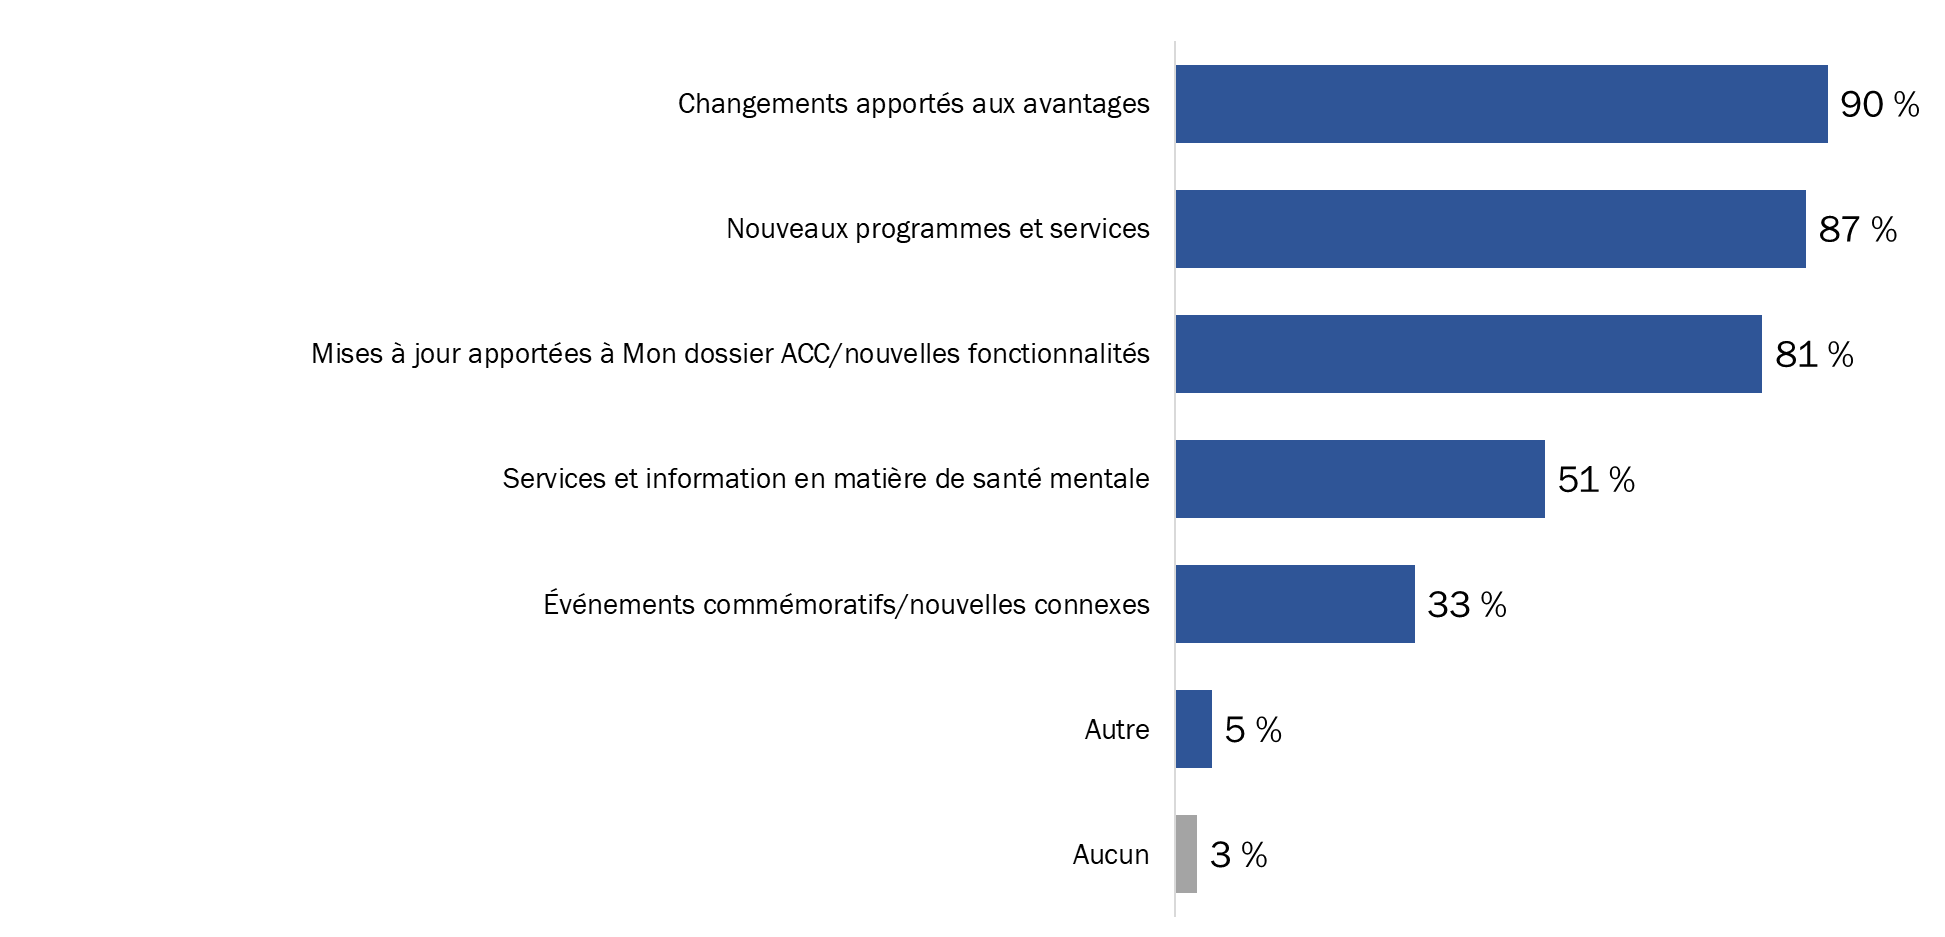 Changements apportés aux avantages 90 %
Nouveaux programmes et services 87 %
Mises à jour apportées à Mon dossier ACC/nouvelles fonctionnalités 81 %
Services et information en matière de santé mentale 51 %
Événements commémoratifs/nouvelles connexes 33 %
Autre 5 %
Aucun 3 %